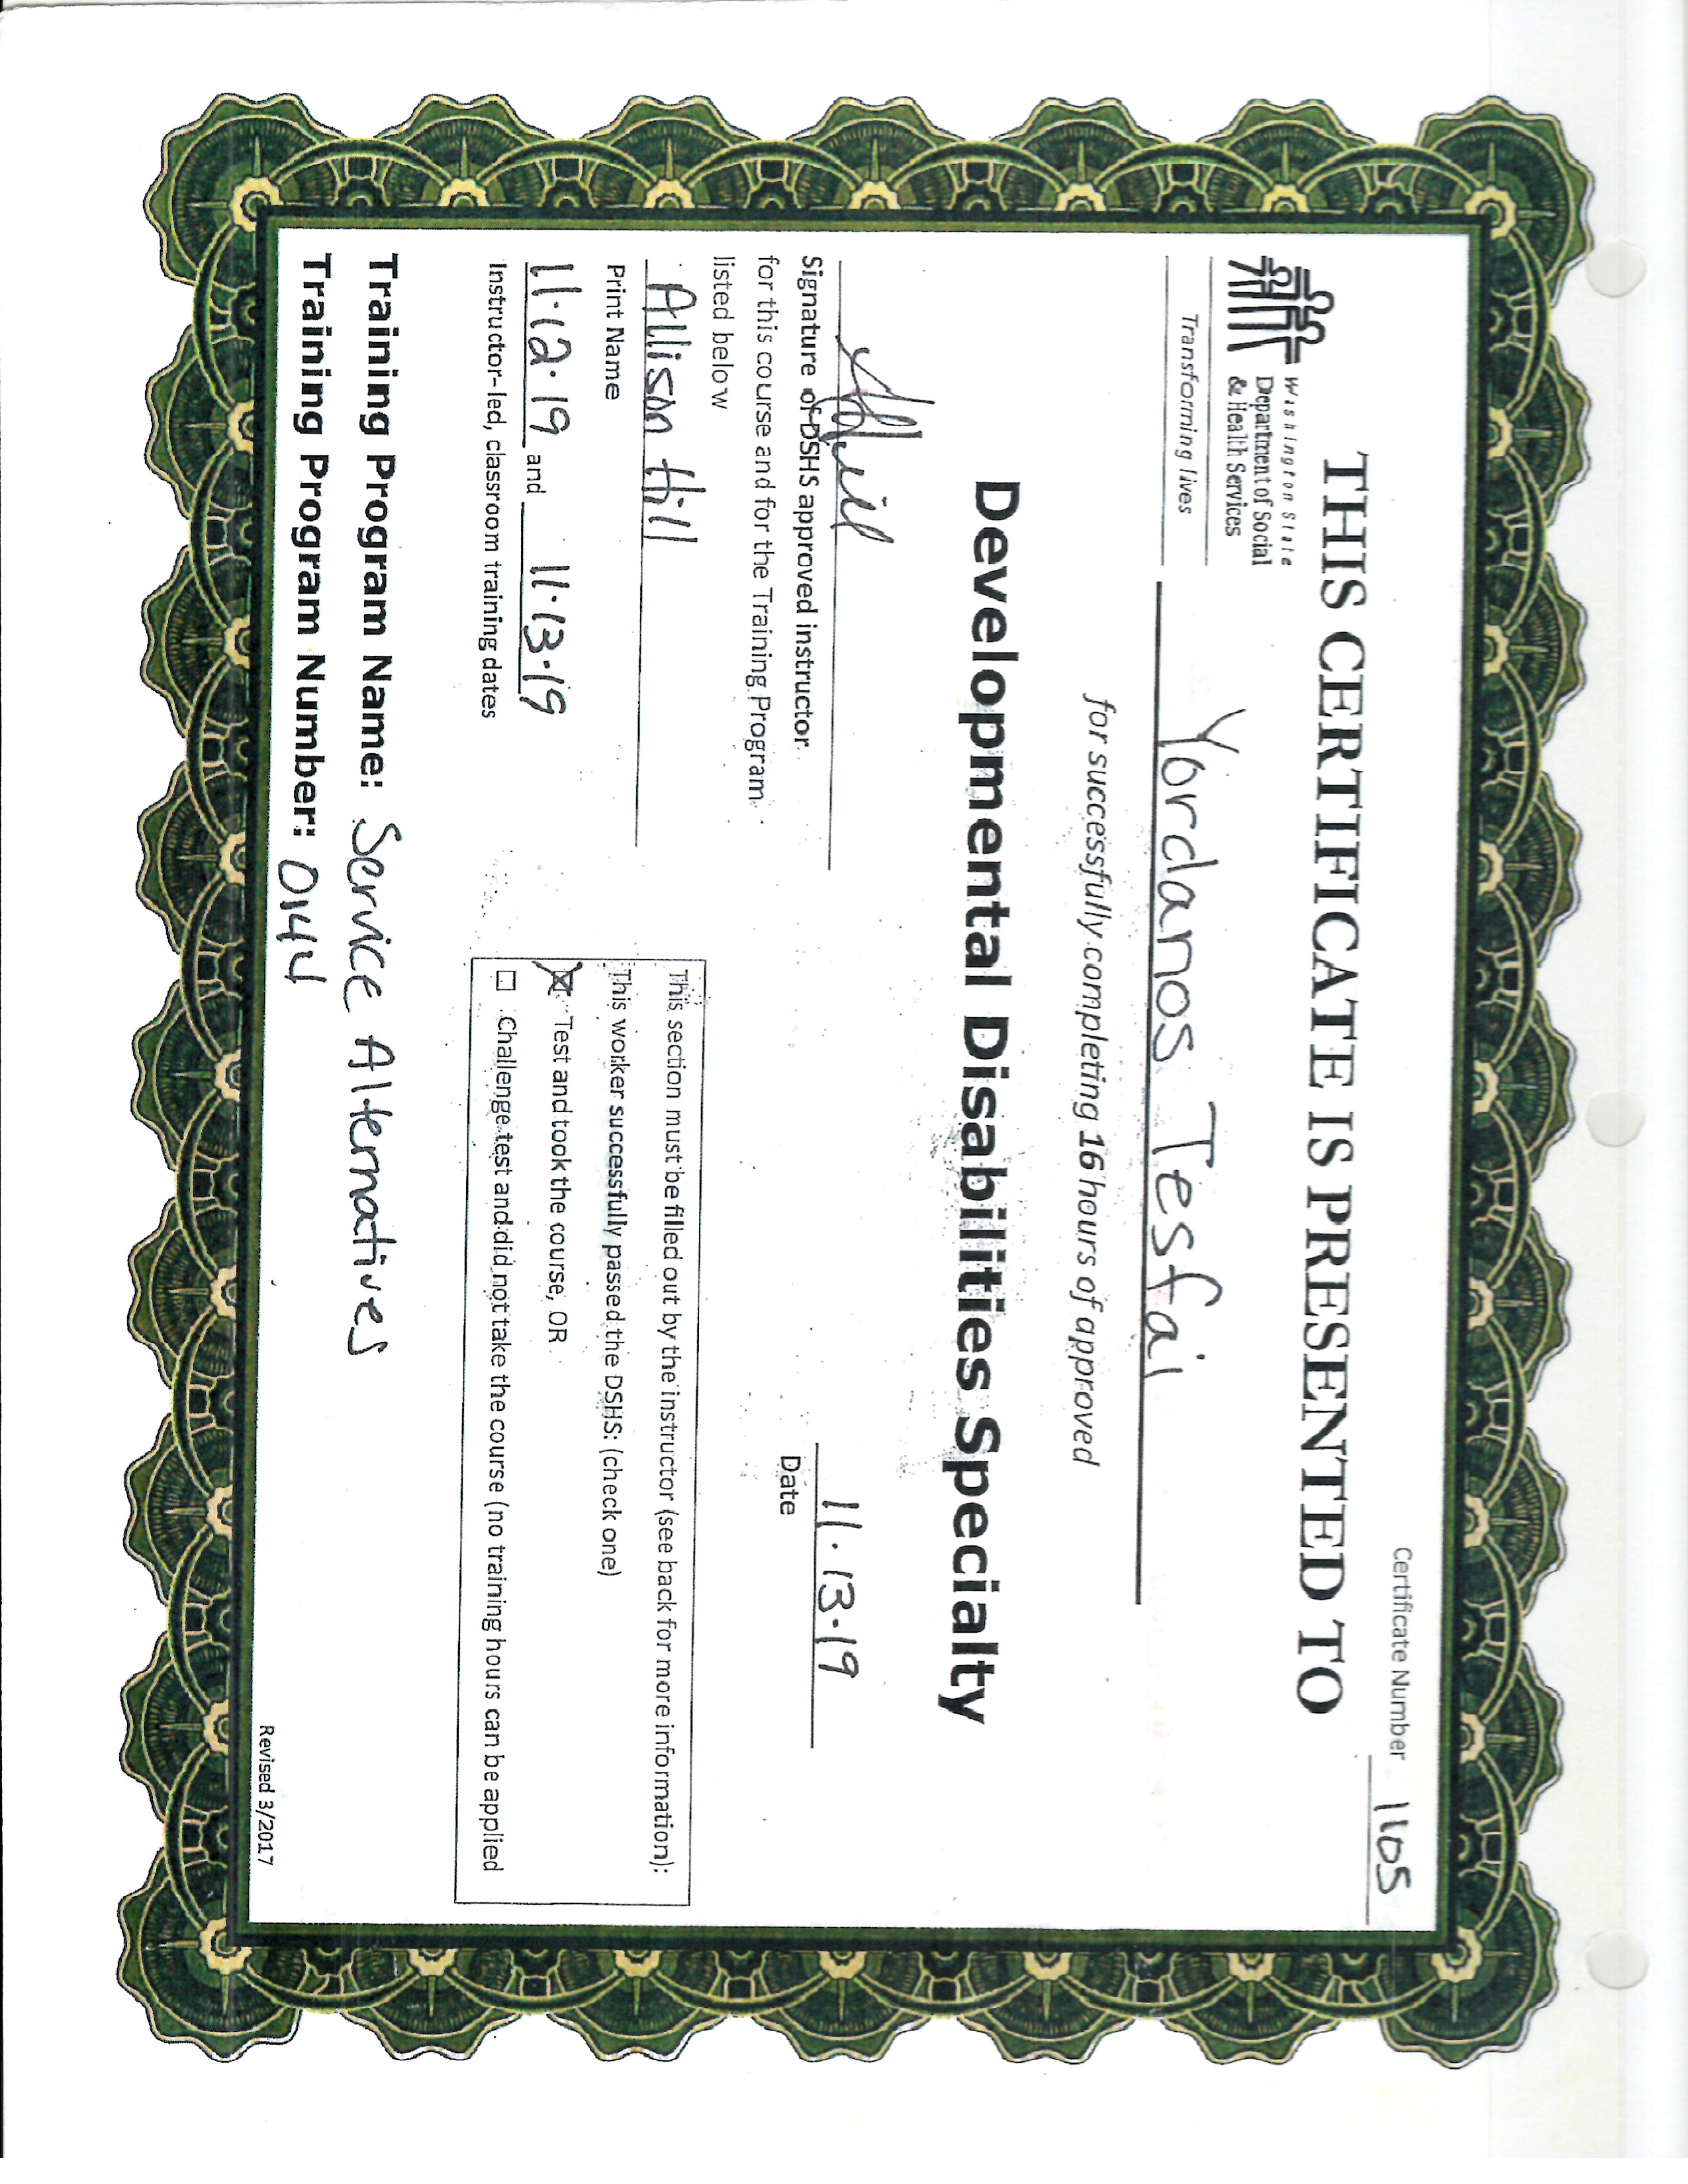 Certificate Number 1105
THIS CERTIFICATE IS PRESENTED TO
Washington State
Department of Social
& Health Services
Transforming lives
Yordanos Tesfai
for successfully completing 16 hours of approved
Developmental Disabilities Specialty
11.13.19
Signature of DSHS approved instructor
Date
for this course and for the Training Program
listed below
Alison Hill
Print Name
11.12.19 and 11.13.19
Instructor-led, classroom training dates
This section must be filled out by the instructor (see back for more information):
This worker successfully passed the DSHS: (check one)
☒ Test and took the course, OR
☐ Challenge test and did not take the course (no training hours can be applied
Training Program Name: Service Alternatives
Training Program Number: 0144
Revised 3/2017